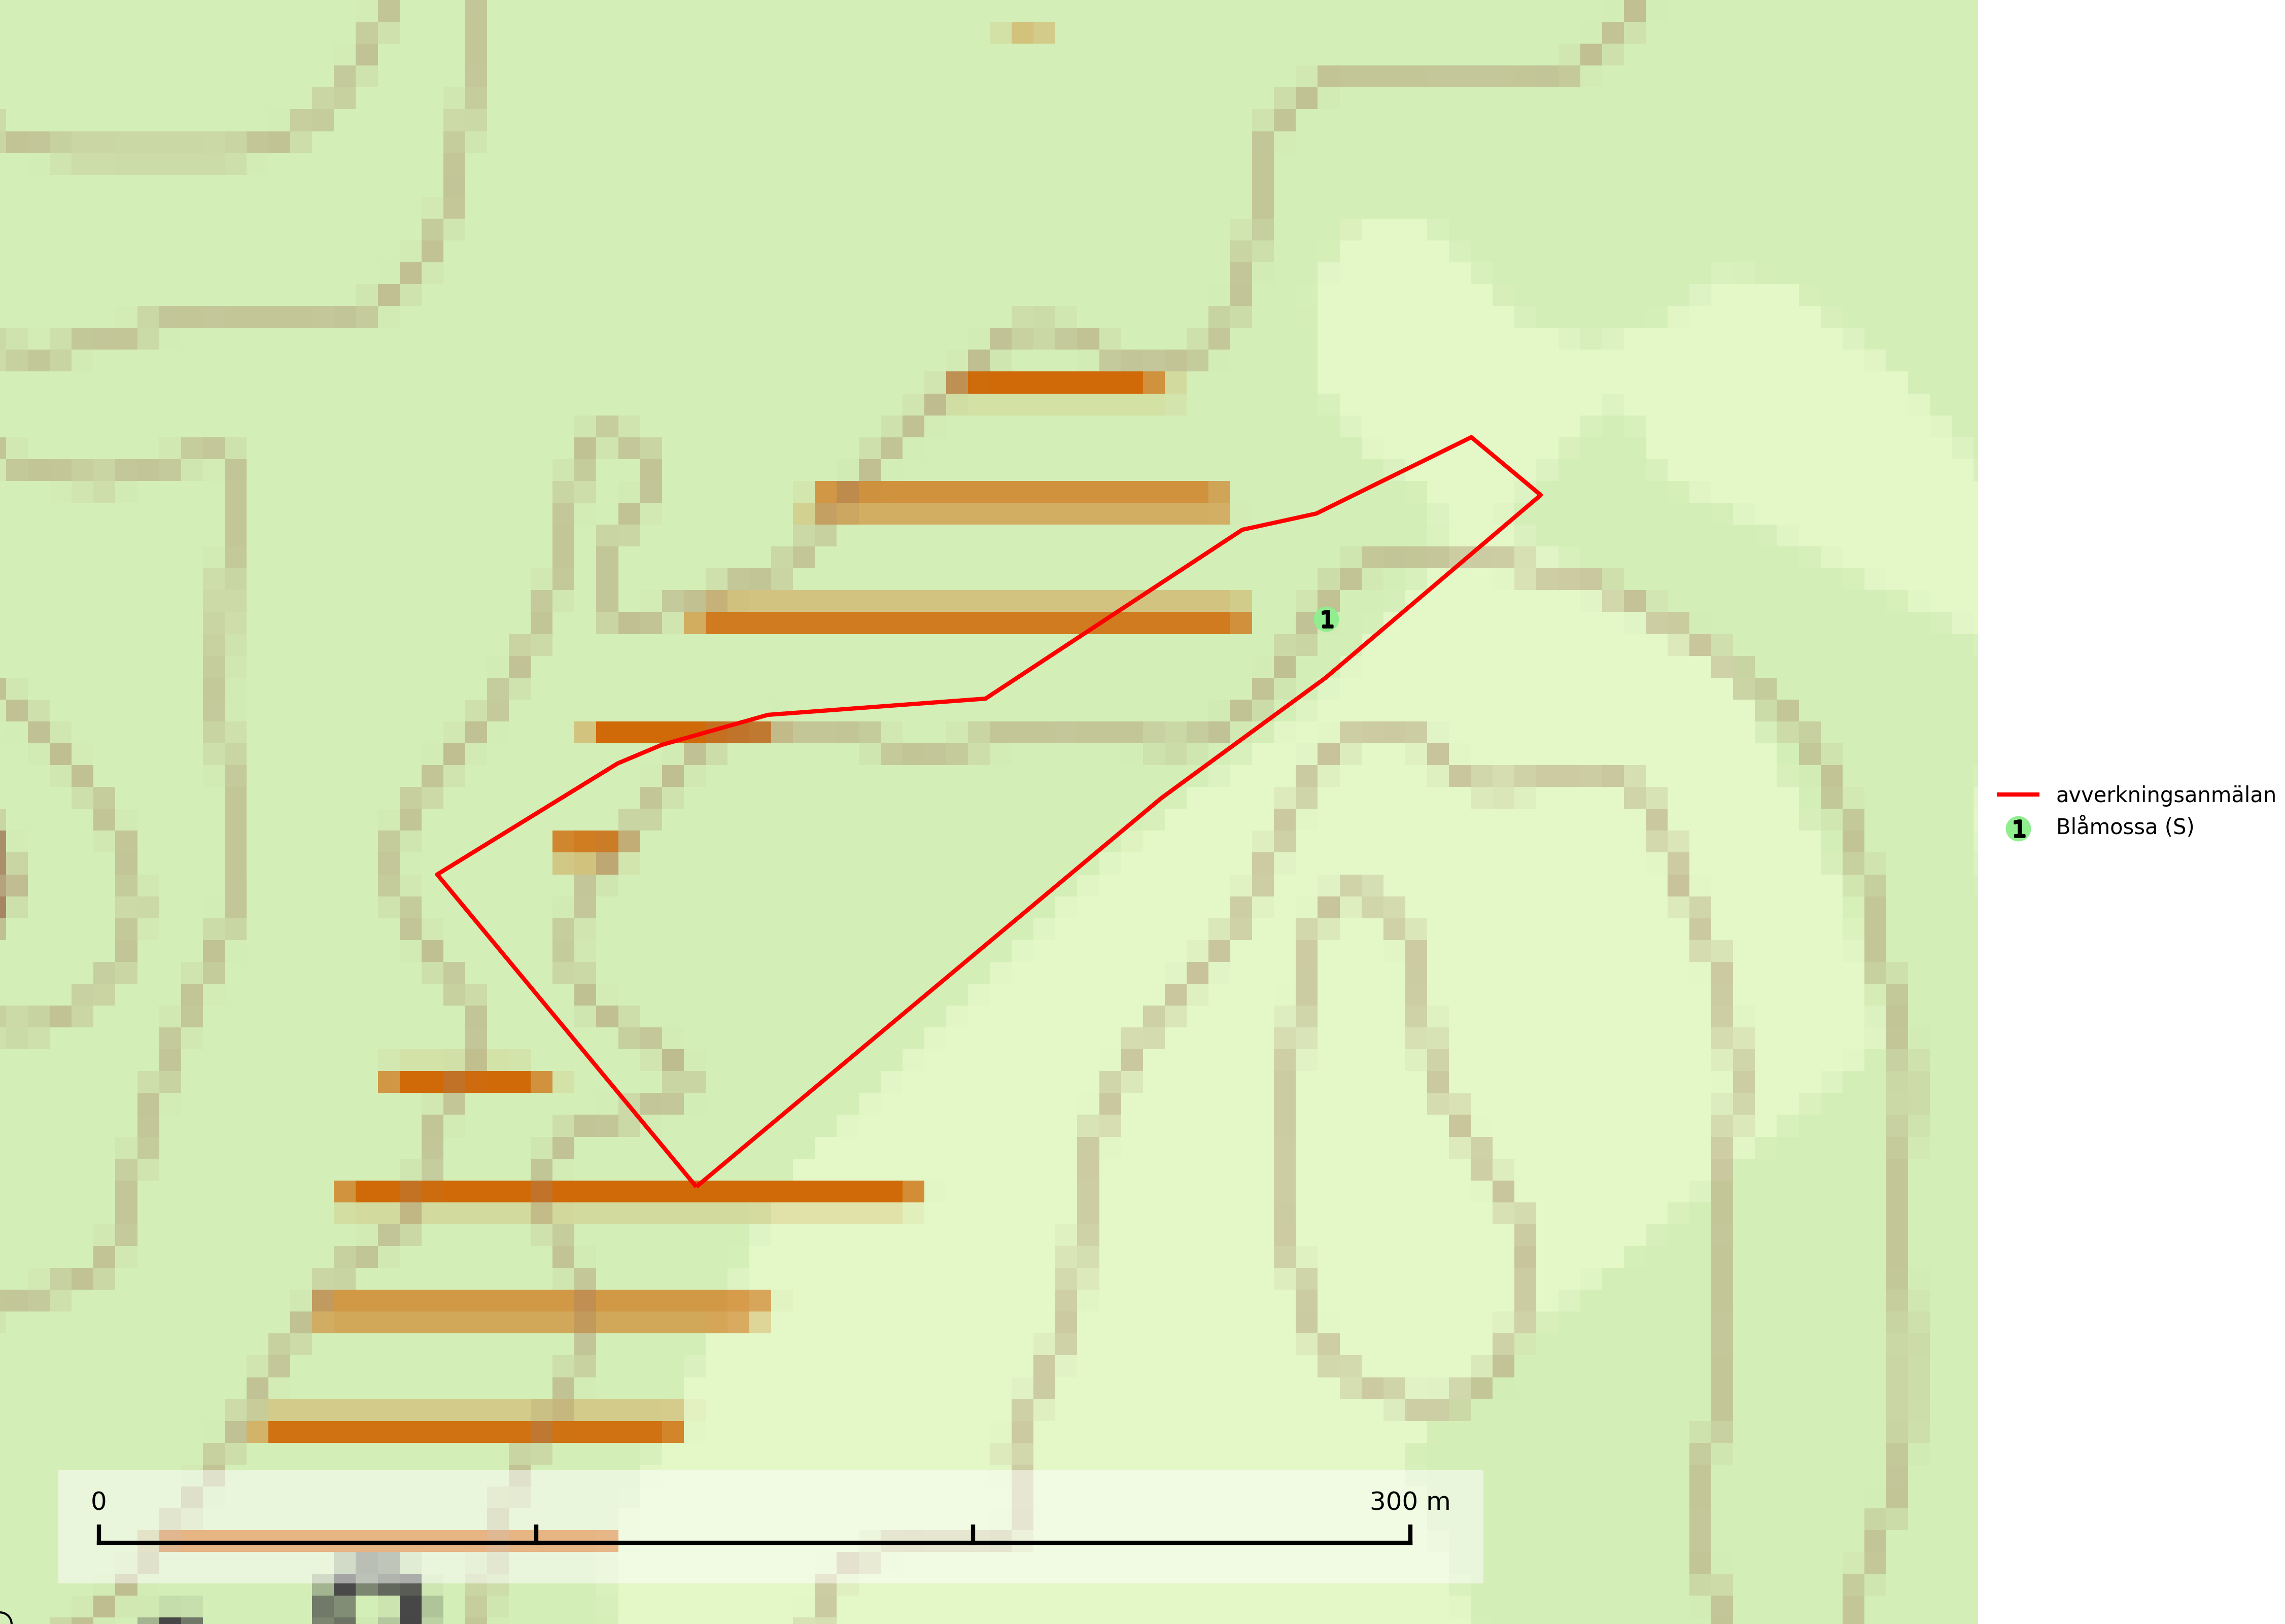 1
avverkningsanmälan
1 Blåmossa (S)
0 300 m